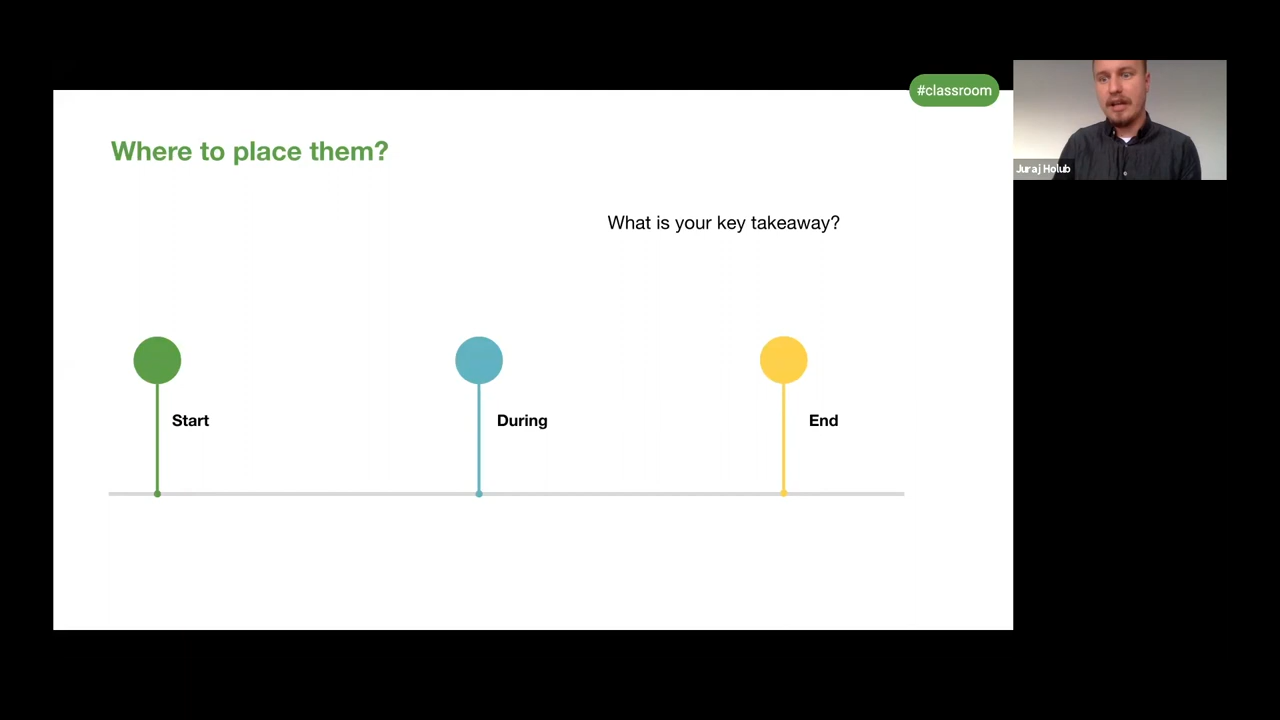 #classroom
Where to place them?
Juraj Holub
What is your key takeaway?
Start
During
End